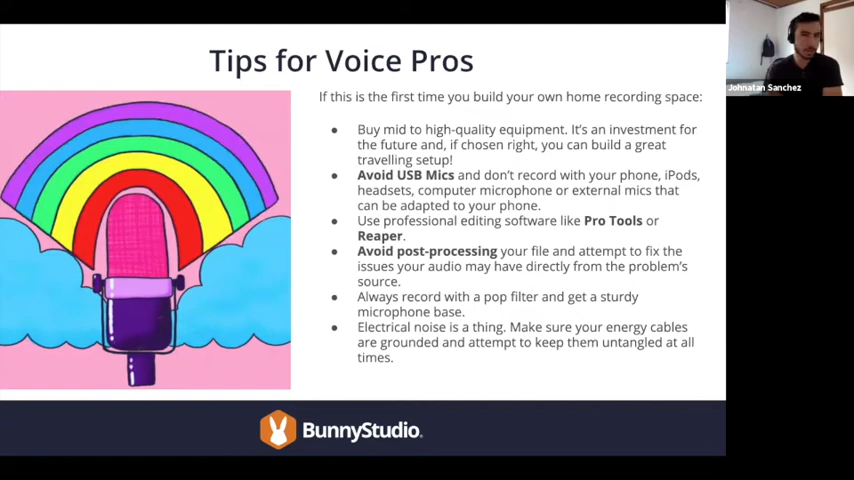 Tips for Voice Pros
Johnatan Sanchez
If this is the first time you build your own home recording space:
● Buy mid to high-quality equipment. It's an investment for
the future and, if chosen right, you can build a great
travelling setup!
● Avoid USB Mics and don't record with your phone, iPods,
headsets, computer microphone or external mics that
can be adapted to your phone.
● Use professional editing software like Pro Tools or
Reaper.
● Avoid post-processing your file and attempt to fix the
issues your audio may have directly from the problem's
source.
● Always record with a pop filter and get a sturdy
microphone base.
● Electrical noise is a thing. Make sure your energy cables
are grounded and attempt to keep them untangled at all
times.
BunnyStudio.